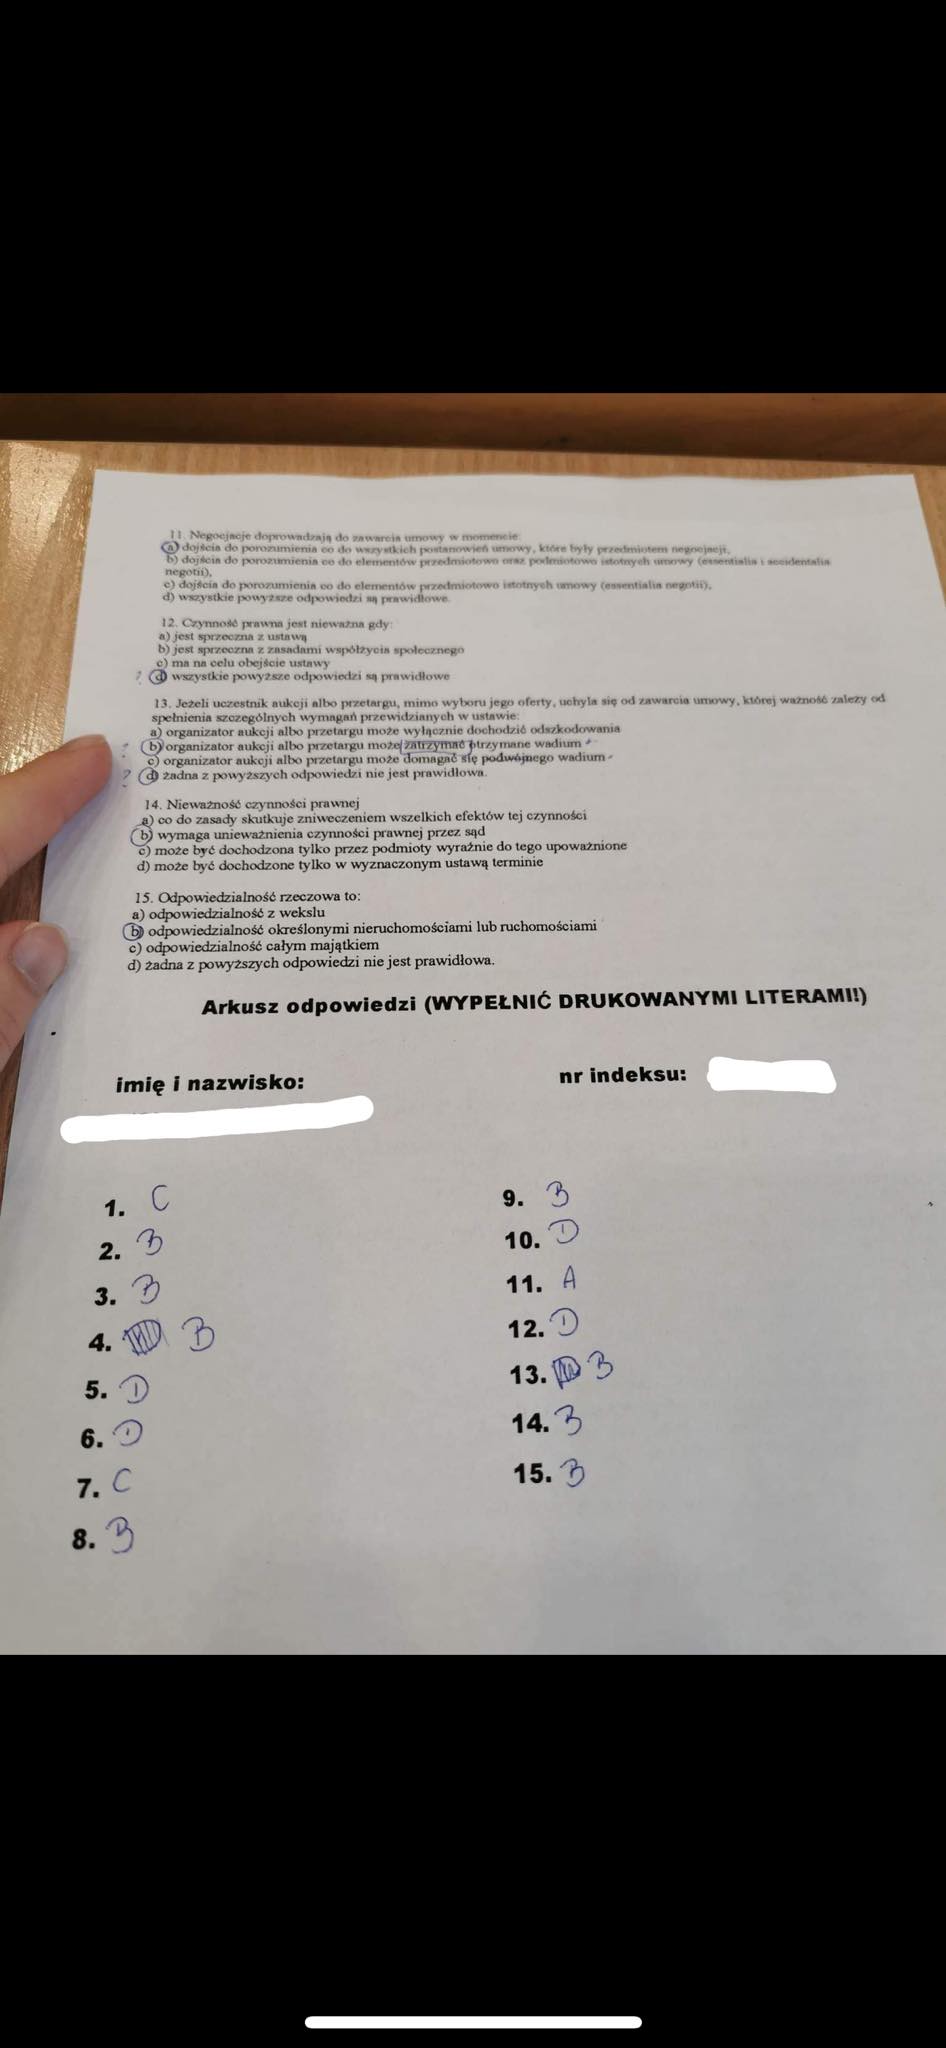 11. Negocjacje doprowadzają do zawarcia umowy w momencie:
a) dojścia do porozumienia co do wszystkich postanowień umowy, które były przedmiotem negocjacji,
b) dojścia do porozumienia co do elementów przedmiotowo oraz podmiotowo istotnych umowy (essentialia i accidentalia
negotii),
c) dojścia do porozumienia co do elementów przedmiotowo istotnych umowy (essentialia negotii),
d) wszystkie powyższe odpowiedzi są prawidłowe.
12. Czynność prawna jest nieważna gdy:
a) jest sprzeczna z ustawą
b) jest sprzeczna z zasadami współżycia społecznego
c) ma na celu obejście ustawy
? d) wszystkie powyższe odpowiedzi są prawidłowe
13. Jeżeli uczestnik aukcji albo przetargu, mimo wyboru jego oferty, uchyla się od zawarcia umowy, której ważność zależy od
spełnienia szczególnych wymagań przewidzianych w ustawie:
a) organizator aukcji albo przetargu może wyłącznie dochodzić odszkodowania
? b) organizator aukcji albo przetargu może zatrzymać otrzymane wadium +
c) organizator aukcji albo przetargu może domagać się podwójnego wadium -
? d) żadna z powyższych odpowiedzi nie jest prawidłowa.
14. Nieważność czynności prawnej
a) co do zasady skutkuje zniweczeniem wszelkich efektów tej czynności
b) wymaga unieważnienia czynności prawnej przez sąd
c) może być dochodzona tylko przez podmioty wyraźnie do tego upoważnione
d) może być dochodzone tylko w wyznaczonym ustawą terminie
15. Odpowiedzialność rzeczowa to:
a) odpowiedzialność z wekslu
b) odpowiedzialność określonymi nieruchomościami lub ruchomościami
c) odpowiedzialność całym majątkiem
d) żadna z powyższych odpowiedzi nie jest prawidłowa.
Arkusz odpowiedzi (WYPEŁNIĆ DRUKOWANYMI LITERAMI!!)
imię i nazwisko:
nr indeksu:
1. C
2. B
3. B
4. B
5. D
6. D
7. C
8. B
9. B
10. D
11. A
12. D
13. B
14. B
15. B